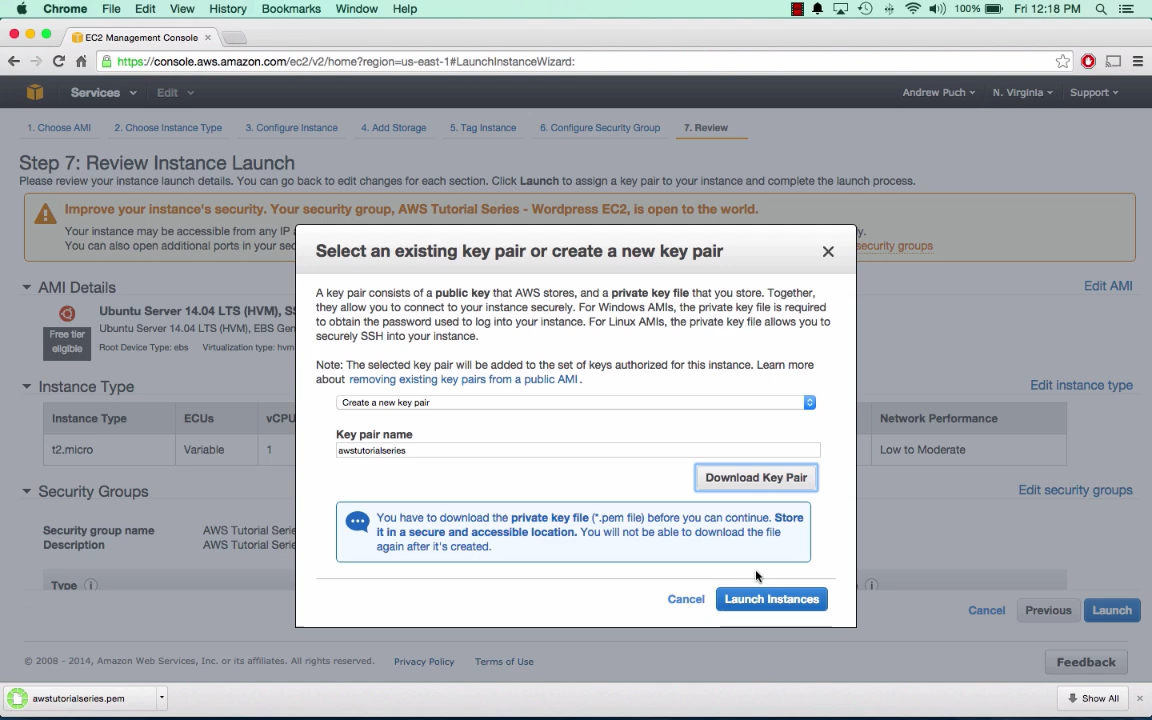 Chrome File Edit View History Bookmarks Window Help 100% Fri 12:18 PM
EC2 Management Console
https://console.aws.amazon.com/ec2/v2/home?region=us-east-1#LaunchInstanceWizard:
Services Edit Andrew Puch N. Virginia Support
1. Choose AMI 2. Choose Instance Type 3. Configure Instance 4. Add Storage 5. Tag Instance 6. Configure Security Group 7. Review
Step 7: Review Instance Launch
Please review your instance launch details. You can go back to edit changes for each section. Click Launch to assign a key pair to your instance and complete the launch process.
Improve your instance's security. Your security group, AWS Tutorial Series - Wordpress EC2, is open to the world.
Your instance may be accessible from any IP
You can also open additional ports in your security groups
Select an existing key pair or create a new key pair
A key pair consists of a public key that AWS stores, and a private key file that you store. Together,
they allow you to connect to your instance securely. For Windows AMIs, the private key file is required
to obtain the password used to log into your instance. For Linux AMIs, the private key file allows you to
securely SSH into your instance.
Note: The selected key pair will be added to the set of keys authorized for this instance. Learn more
about removing existing key pairs from a public AMI.
Create a new key pair
Key pair name
awstutorialseries
Download Key Pair
You have to download the private key file (*.pem file) before you can continue. Store
it in a secure and accessible location. You will not be able to download the file
again after it's created.
Cancel Launch Instances
AMI Details Edit AMI
Ubuntu Server 14.04 LTS (HVM), SS
Free tier eligible
Ubuntu Server 14.04 LTS (HVM), EBS Gen
Root Device Type: ebs Virtualization type: hvm
Instance Type Edit instance type
Instance Type ECUs vCPU Network Performance
t2.micro Variable 1 Low to Moderate
Security Groups Edit security groups
Security group name AWS Tutorial Serie
Description AWS Tutorial Serie
Type
Cancel Previous Launch
© 2008 - 2014, Amazon Web Services, Inc. or its affiliates. All rights reserved. Privacy Policy Terms of Use Feedback
awstutorialseries.pem Show All